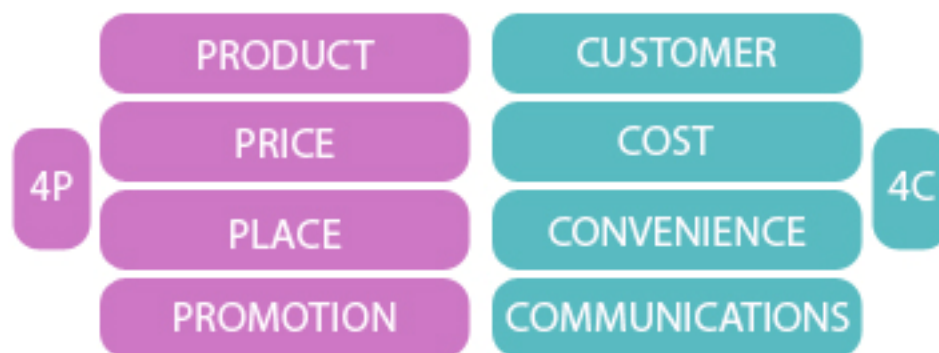 PRODUCT CUSTOMER
PRICE COST
4P 4C
PLACE CONVENIENCE
PROMOTION COMMUNICATIONS